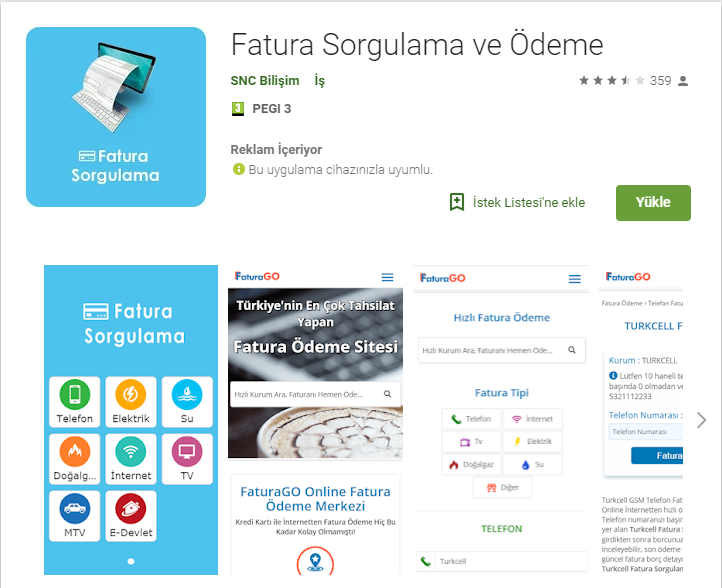 Fatura
Sorgulama
Fatura Sorgulama ve Ödeme
SNC Bilişim İş
359
3 PEGI 3
Reklam İçeriyor
Bu uygulama cihazınızla uyumlu.
İstek Listesi'ne ekle
Yükle
Fatura
Sorgulama
Telefon Elektrik Su
Doğalg... İnternet TV
MTV E-Devlet
FaturaGO
Türkiye'nin En Çok Tahsilat
Yapan
Fatura Ödeme Sitesi
Hızlı Kurum Ara, Faturanı Hemen Öde...
FaturaGO Online Fatura
Ödeme Merkezi
Kredi Kartı ile İnternetten Fatura Ödeme Hiç Bu
Kadar Kolay Olmamıştı!
FaturaGO
Hızlı Fatura Ödeme
Hızlı Kurum Ara, Faturanı Hemen Öde...
Fatura Tipi
Telefon İnternet
Tv Elektrik
Doğalgaz Su
Diğer
TELEFON
Turkcell
FaturaGO
Fatura Ödeme > Telefon Fatu
TURKCELL F
Kurum : TURKCELL
Lütfen 10 haneli te
başında 0 olmadan ve
5321112233
Telefon Numarası :
Telefon Numarası
Fatura
Turkcell GSM Telefon Fat
Online İnternetten hızlı ö
Telefon numaranızı başın
yer alan Turkcell Fatura S
girdikten sonra borcunuz
inceleyebilir, son ödeme
güncel fatura borç detay
Turkcell Fatura Sorgulan